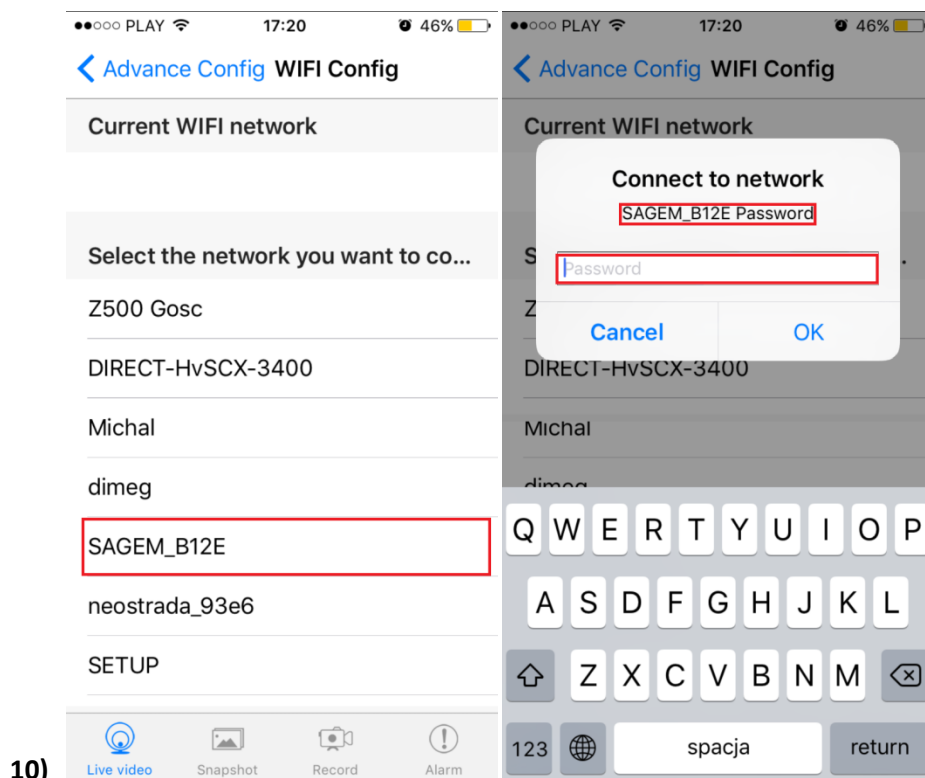 PLAY 17:20 46%
Advance Config WIFI Config
Current WIFI network
Select the network you want to co...
Z500 Gosc
DIRECT-HvSCX-3400
Michal
dimeg
SAGEM_B12E
neostrada_93e6
SETUP
Live video Snapshot Record Alarm
10)
PLAY 17:20 46%
Advance Config WIFI Config
Current WIFI network
Connect to network
SAGEM_B12E Password
S
.
Password
Z
Cancel OK
DIRECT-HvSCX-3400
Michal
dimeg
Q W E R T Y U I O P
A S D F G H J K L
Z X C V B N M
123 spacja return